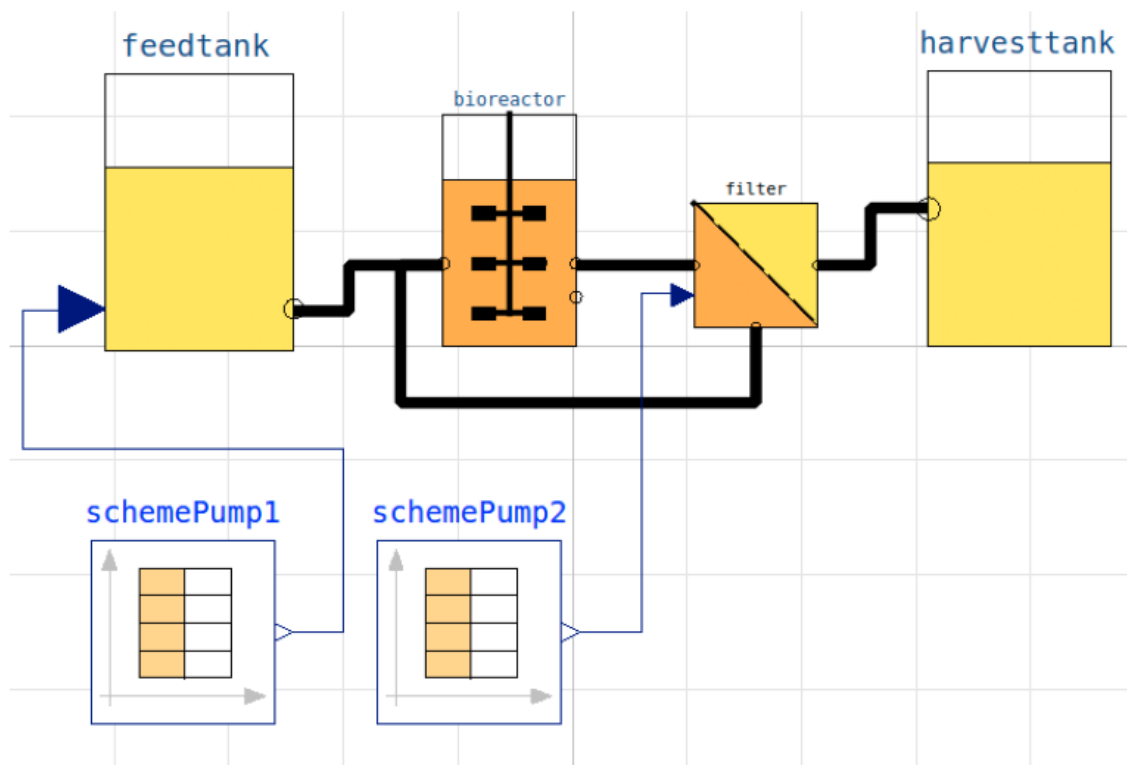 feedtank
harvesttank
bioreactor
filter
schemePump1
schemePump2